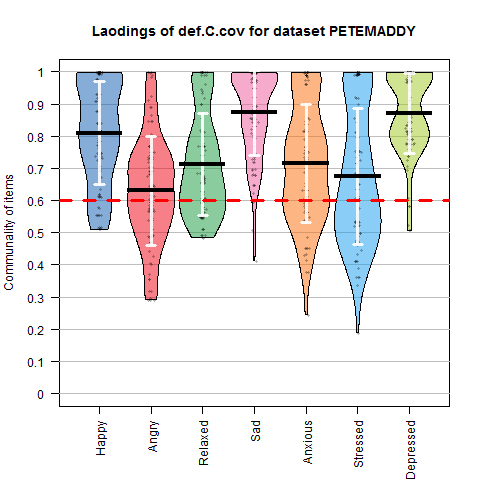 Laodings of def.C.cov for dataset PETEMADDY
Communality of items
1
0.9
0.8
0.7
0.6
0.5
0.4
0.3
0.2
0.1
0
Happy
Angry
Relaxed
Sad
Anxious
Stressed
Depressed